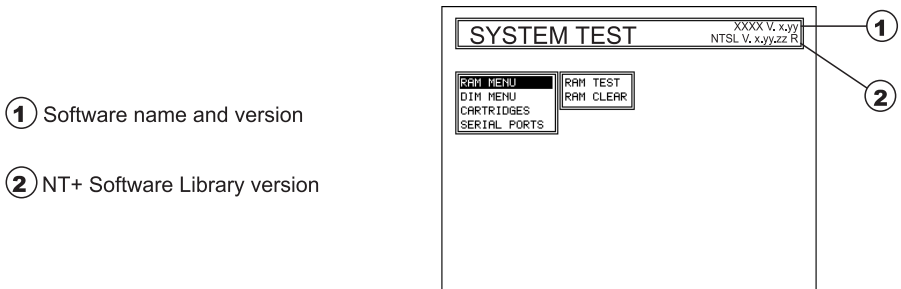 1 Software name and version
2 NT+ Software Library version
SYSTEM TEST
XXXX V. x.yy
NTSL V. x.yy.zz R
1
2
RAM MENU
DIM MENU
CARTRIDGES
SERIAL PORTS
RAM TEST
RAM CLEAR